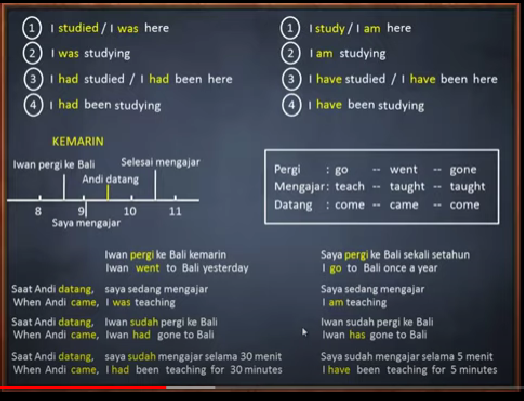 1 I studied / I was here
2 I was studying
3 I had studied / I had been here
4 I had been studying
1 I study / I am here
2 I am studying
3 I have studied / I have been here
4 I have been studying
KEMARIN
Iwan pergi ke Bali
Selesai mengajar
Andi datang
8 9 10 11
Saya mengajar
Pergi : go -- went -- gone
Mengajar: teach -- taught -- taught
Datang : come -- came -- come
Iwan pergi ke Bali kemarin
Iwan went to Bali yesterday
Saya pergi ke Bali sekali setahun
I go to Bali once a year
Saat Andi datang, saya sedang mengajar
When Andi came, I was teaching
Saya sedang mengajar
I am teaching
Saat Andi datang, Iwan sudah pergi ke Bali
When Andi came, Iwan had gone to Bali
Iwan sudah pergi ke Bali
Iwan has gone to Bali
Saat Andi datang, saya sudah mengajar selama 30 menit
When Andi came, I had been teaching for 30 minutes
Saya sudah mengajar selama 5 menit
I have been teaching for 5 minutes